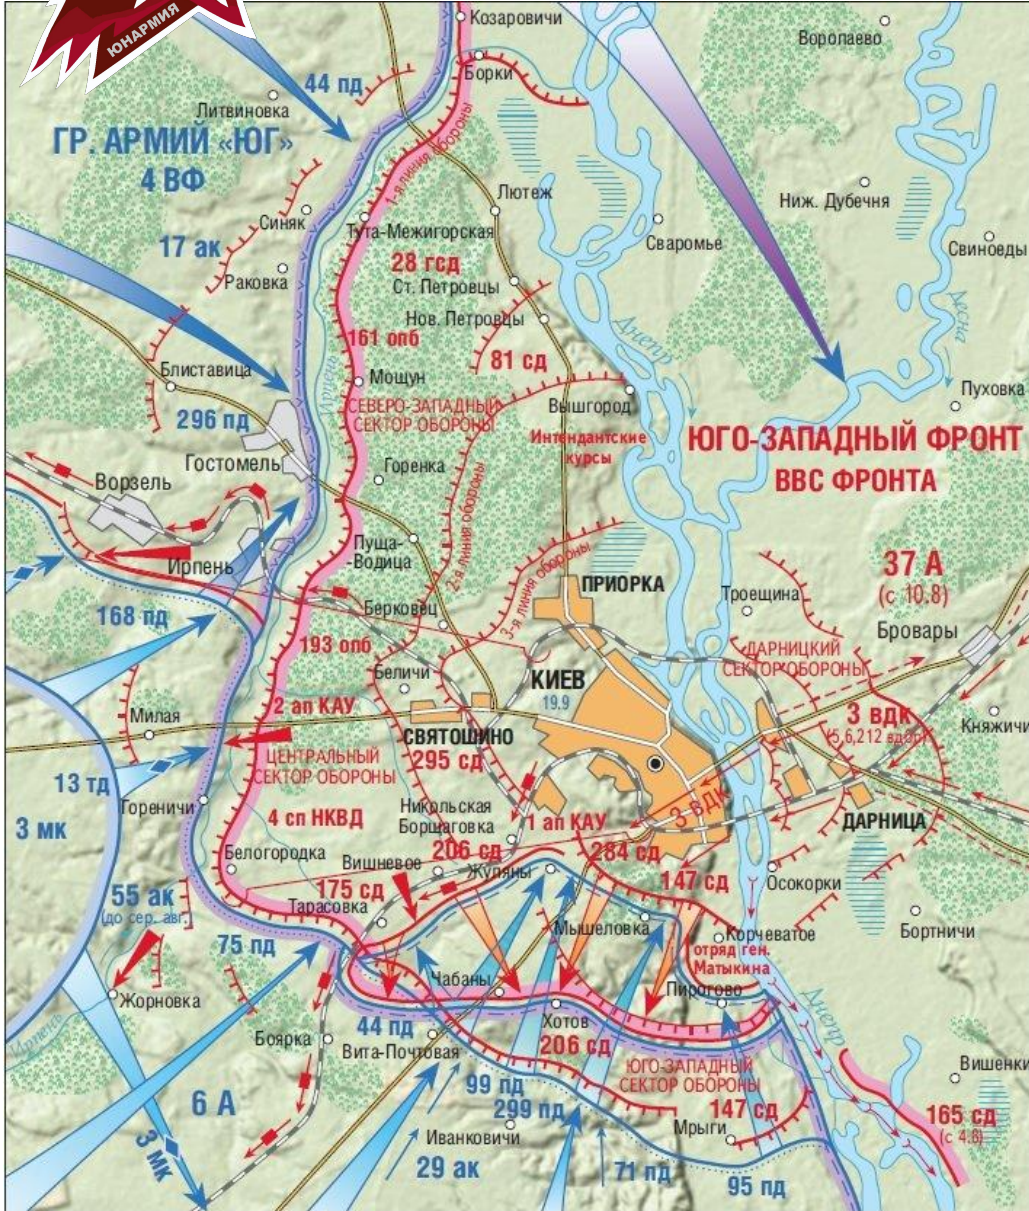 ЮНАРМИЯ
Козаровичи
Воропаево
44 пд
Борки
Литвиновка
ГР. АРМИЙ «ЮГ»
4 ВФ
1-я линия обороны
Лютеж
Ниж. Дубечня
Синяк
Тута-Межигорская
Сваромье
Свиноеды
17 ак
28 гсд
Раковка
Ст. Петровцы
Десна
Нов. Петровцы
Днепр
161 опб
81 сд
Ирпень
Блиставица
Мощун
Пуховка
СЕВЕРО-ЗАПАДНЫЙ
СЕКТОР ОБОРОНЫ
Вышгород
296 пд
Интендантские
курсы
ЮГО-ЗАПАДНЫЙ ФРОНТ
ВВС ФРОНТА
Гостомель
Горенка
Ворзель
2-я линия обороны
Пуща-
-Водица
3-я линия обороны
Ирпень
ПРИОРКА
37 А
(с 10.8)
Троещина
168 пд
Берковец
Бровары
193 опб
ДАРНИЦКИЙ
СЕКТОР ОБОРОНЫ
Беличи
КИЕВ
19.9
2 ап КАУ
Милая
СВЯТОШИНО
3 вдк
(5,6,212 вдбр)
Княжичи
ЦЕНТРАЛЬНЫЙ
СЕКТОР ОБОРОНЫ
295 сд
13 тд
Гореничи
3 мк
4 сп НКВД
Никольская
Борщаговка
1 ап КАУ
3 ВДК
ДАРНИЦА
206 сд
284 сд
Белогородка
Вишневое
Жуляны
175 сд
147 сд
Осокорки
55 ак
(до сер. авг.)
Тарасовка
Мышеловка
Корчеватое
Бортничи
75 пд
отряд ген.
Матыкина
Чабаны
Пирогово
Жорновка
Днепр
Ирпень
44 пд
Хотов
Боярка
Вита-Почтовая
206 сд
ЮГО-ЗАПАДНЫЙ
СЕКТОР ОБОРОНЫ
Вишенки
99 пд
6 А
299 пд
147 сд
165 сд
(с 4.8)
3 мк
Иванковичи
Мрыги
29 ак
71 пд
95 пд